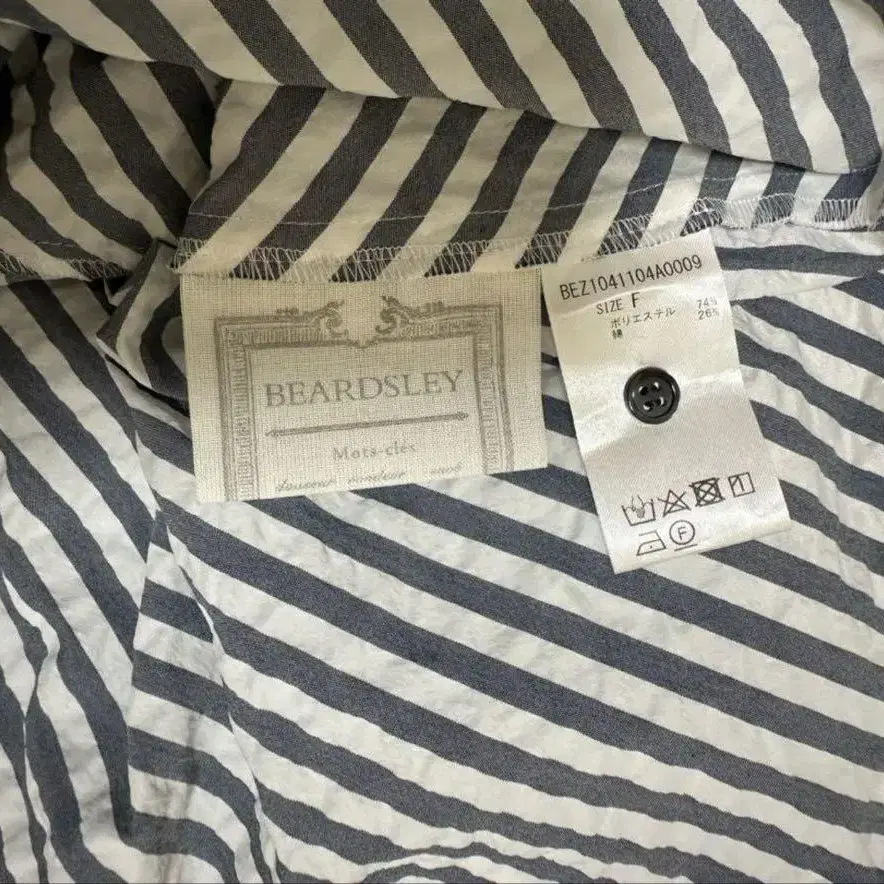 BEARDSLEY
Mots-clés
BEZ1041104A0009
SIZE F
ポリエステル 74%
綿 26%
F